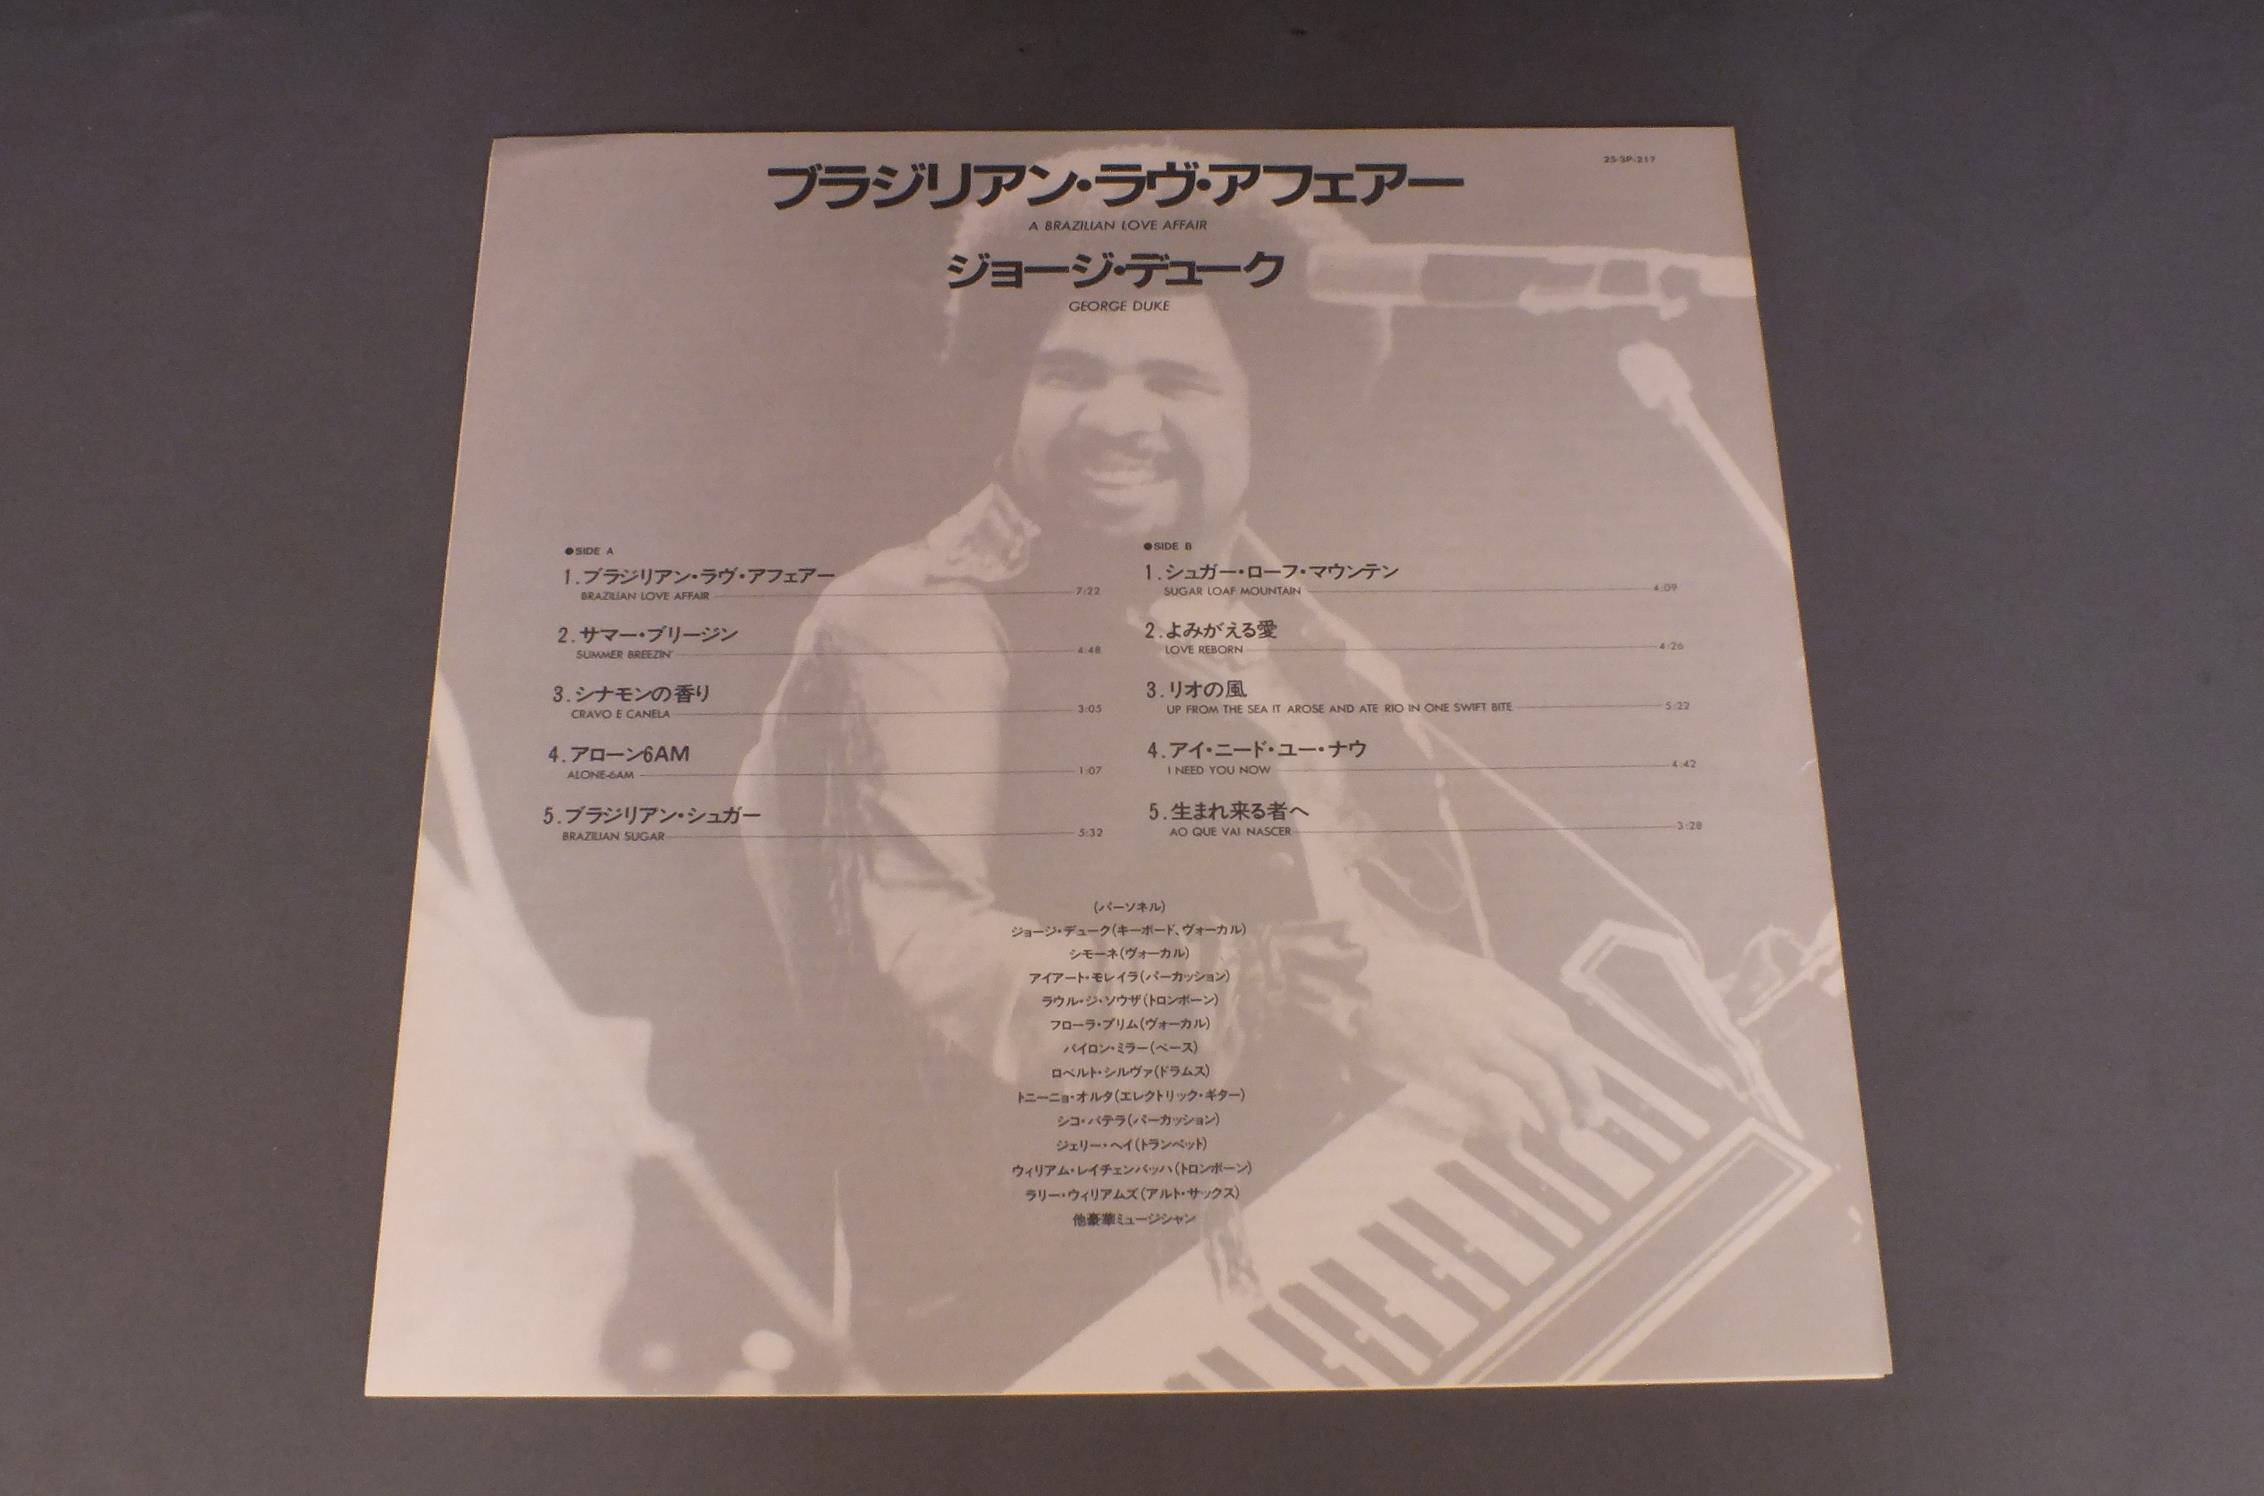 25·3P-217
ブラジリアン・ラヴ・アフェアー
A BRAZILIAN LOVE AFFAIR
ジョージ・デューク
GEORGE DUKE
●SIDE A
1.ブラジリアン・ラヴ・アフェアー
BRAZILIAN LOVE AFFAIR 7:22
2.サマー・ブリージン
SUMMER BREEZIN' 4:48
3.シナモンの香り
CRAVO E CANELA 3:05
4.アローン6AM
ALONE-6AM 1:07
5.ブラジリアン・シュガー
BRAZILIAN SUGAR 5:32
●SIDE B
1.シュガー・ローフ・マウンテン
SUGAR LOAF MOUNTAIN 4:09
2.よみがえる愛
LOVE REBORN 4:26
3.リオの風
UP FROM THE SEA IT AROSE AND ATE RIO IN ONE SWIFT BITE 5:22
4.アイ・ニード・ユー・ナウ
I NEED YOU NOW 4:42
5.生まれ来る者へ
AO QUE VAI NASCER 3:28
(パーソネル)
ジョージ・デューク(キーボード、ヴォーカル)
シモーネ(ヴォーカル)
アイアート・モレイラ(パーカッション)
ラウル・ジ・ソウザ(トロンボーン)
フローラ・プリム(ヴォーカル)
バイロン・ミラー(ベース)
ロベルト・シルヴァ(ドラムス)
トニーニョ・オルタ(エレクトリック・ギター)
シコ・バテラ(パーカッション)
ジェリー・ヘイ(トランペット)
ウィリアム・レイチェンバッハ(トロンボーン)
ラリー・ウィリアムズ(アルト・サックス)
他豪華ミュージシャン